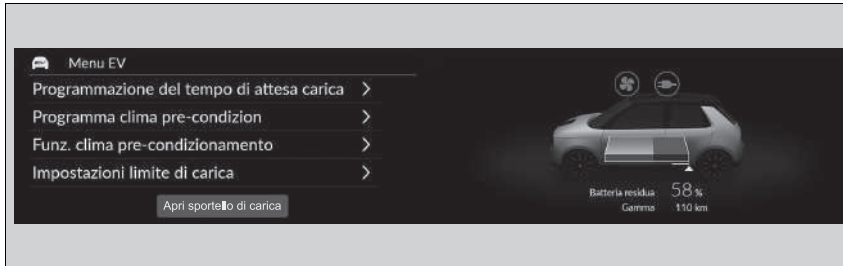 Menu EV
Programmazione del tempo di attesa carica
Programma clima pre-condizion
Funz. clima pre-condizionamento
Impostazioni limite di carica
Apri sportello di carica
Batteria residua 58 %
Gamma 110 km